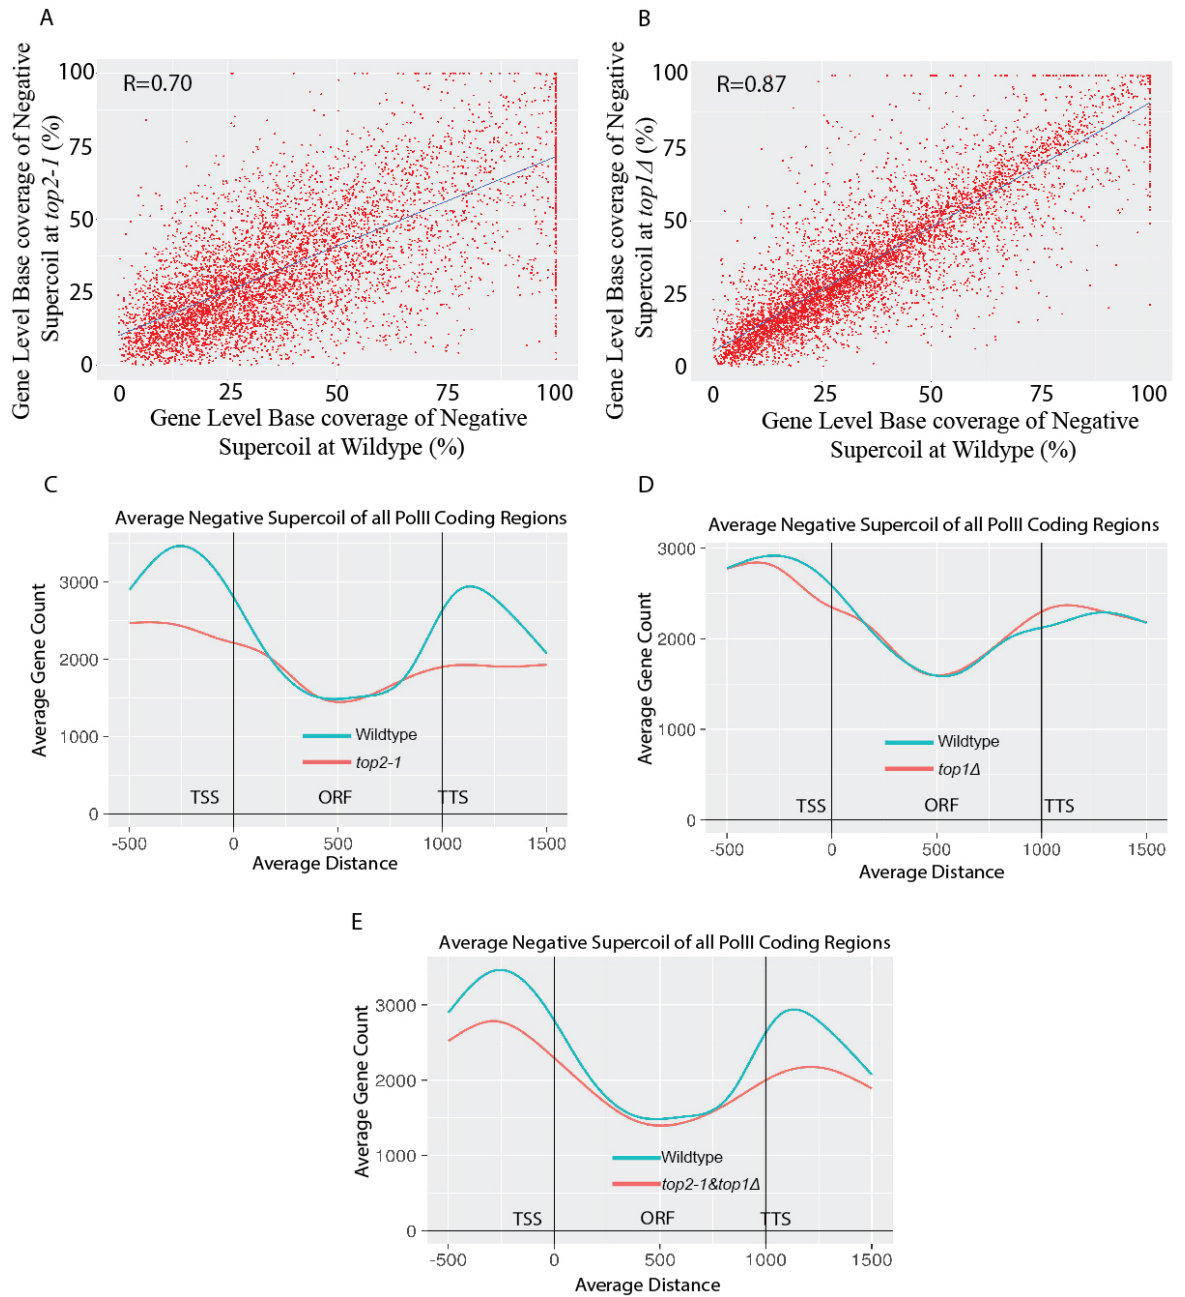 A
Gene Level Base coverage of Negative
Supercoil at top2-1 (%)
R=0.70
100
75
50
25
0
0 25 50 75 100
Gene Level Base coverage of Negative
Supercoil at Wildype (%)
B
Gene Level Base coverage of Negative
Supercoil at top1Δ (%)
R=0.87
100
75
50
25
0
0 25 50 75 100
Gene Level Base coverage of Negative
Supercoil at Wildype (%)
C
Average Negative Supercoil of all PolII Coding Regions
Average Gene Count
3000
2000
1000
0
Wildtype
top2-1
TSS ORF TTS
-500 0 500 1000 1500
Average Distance
D
Average Negative Supercoil of all PolII Coding Regions
Average Gene Count
3000
2000
1000
0
Wildtype
top1Δ
TSS ORF TTS
-500 0 500 1000 1500
Average Distance
E
Average Negative Supercoil of all PolII Coding Regions
Average Gene Count
3000
2000
1000
0
Wildtype
top2-1&top1Δ
TSS ORF TTS
-500 0 500 1000 1500
Average Distance